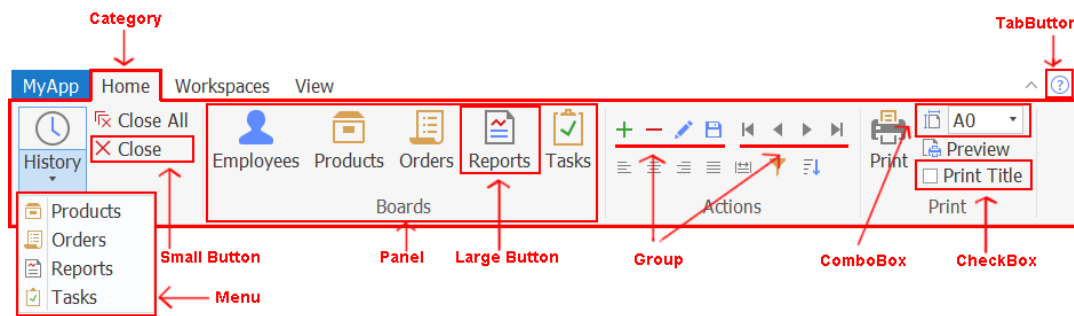 Category
TabButton
MyApp Home Workspaces View
?
History
Close All
Close
Employees Products Orders Reports Tasks
Boards
Actions
Print
A0
Preview
Print Title
Print
Products
Orders
Reports
Tasks
Small Button
Panel
Large Button
Group
ComboBox
CheckBox
Menu